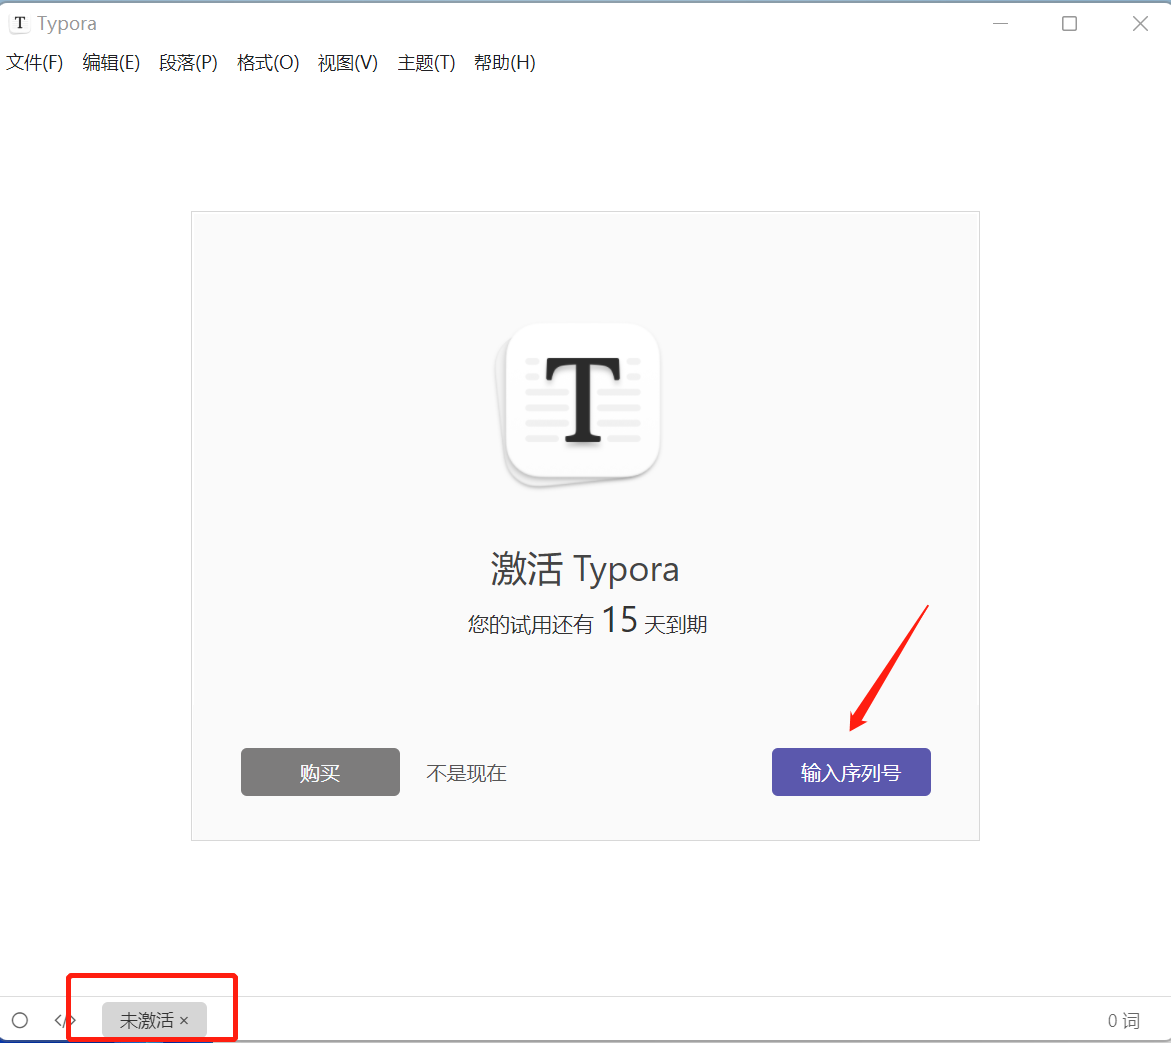 T Typora
文件(F) 编辑(E) 段落(P) 格式(O) 视图(V) 主题(T) 帮助(H)
T
激活 Typora
您的试用还有 15 天到期
购买 不是现在 输入序列号
</> 未激活 × 0 词